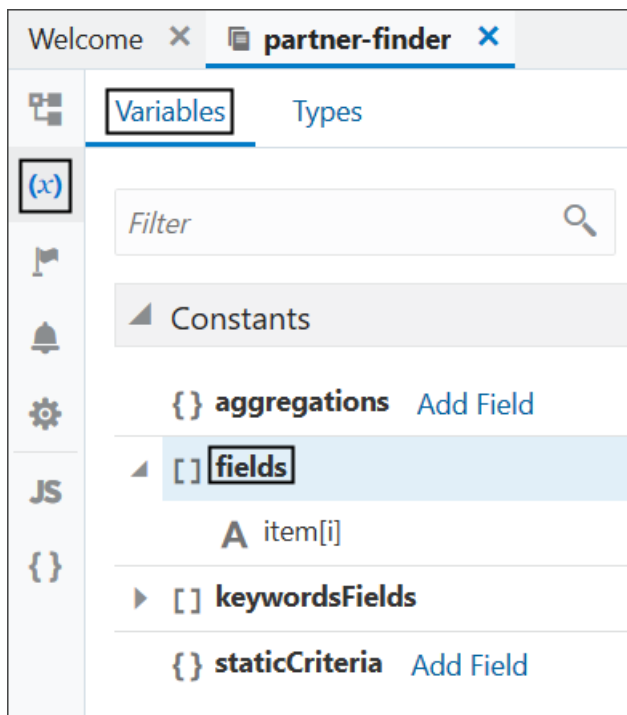 Welcome × partner-finder ×
Variables Types
(x)
Filter
Constants
{} aggregations Add Field
[] fields
JS
A item[i]
{}
[] keywordsFields
{} staticCriteria Add Field